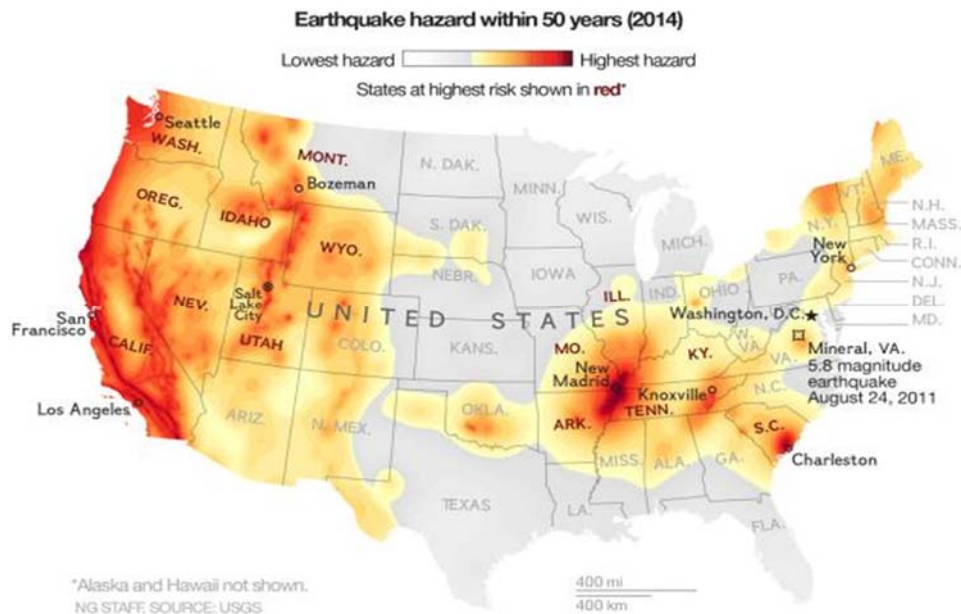 Earthquake hazard within 50 years (2014)
Lowest hazard
Highest hazard
States at highest risk shown in red*
Seattle
WASH.
MONT.
Bozeman
N. DAK.
MINN.
OREG.
IDAHO
WYO.
S. DAK.
WIS.
MICH.
ME.
VT.
N.H.
MASS.
N.Y.
R.I.
CONN.
New
York
N.J.
DEL.
MD.
NEBR.
IOWA
ILL.
IND.
OHIO
PA.
NEV.
Salt
Lake
City
UTAH
COLO.
UNITED STATES
KANS.
MO.
KY.
W.
VA.
VA.
Washington, D.C.
Mineral, VA.
5.8 magnitude
earthquake
August 24, 2011
San
Francisco
CALIF.
Los Angeles
ARIZ.
N. MEX.
OKLA.
ARK.
New
Madrid
Knoxville
TENN.
N.C.
S.C.
Charleston
MISS.
ALA.
GA.
TEXAS
LA.
FLA.
*Alaska and Hawaii not shown.
NG STAFF. SOURCE: USGS
400 mi
400 km